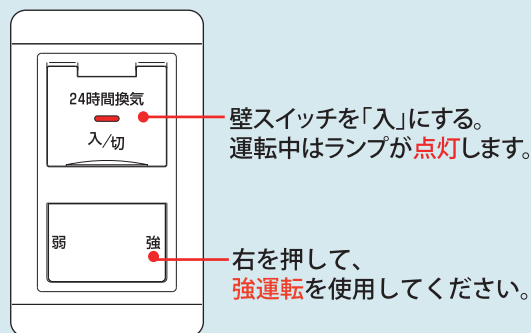 24時間換気
入/切
壁スイッチを「入」にする。
運転中はランプが点灯します。
弱 強
右を押して、
強運転を使用してください。